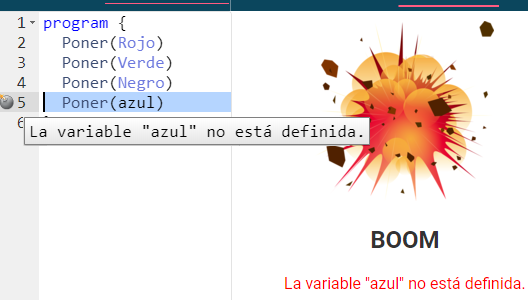 1 program {
2 Poner(Rojo)
3 Poner(Verde)
4 Poner(Negro)
5 Poner(azul)
6
La variable "azul" no está definida.
BOOM
La variable "azul" no está definida.